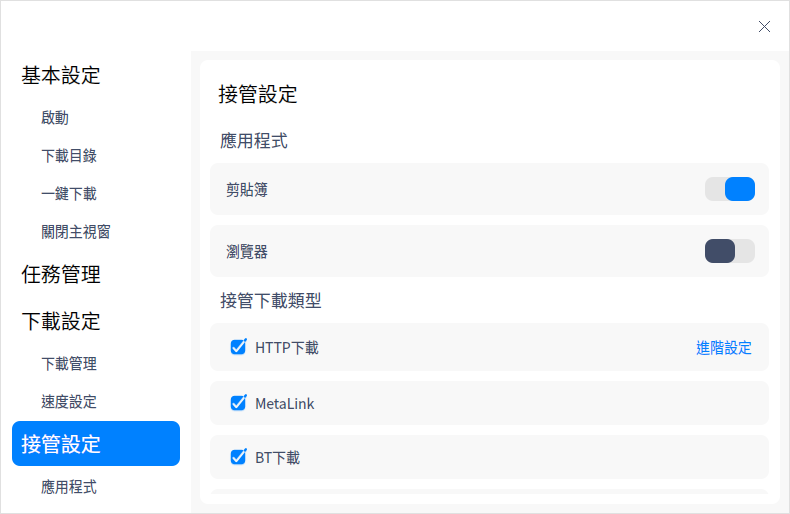 基本設定
啟動
下載目錄
一鍵下載
關閉主視窗
任務管理
下載設定
下載管理
速度設定
接管設定
應用程式
接管設定
應用程式
剪貼簿
瀏覽器
接管下載類型
HTTP下載
進階設定
MetaLink
BT下載